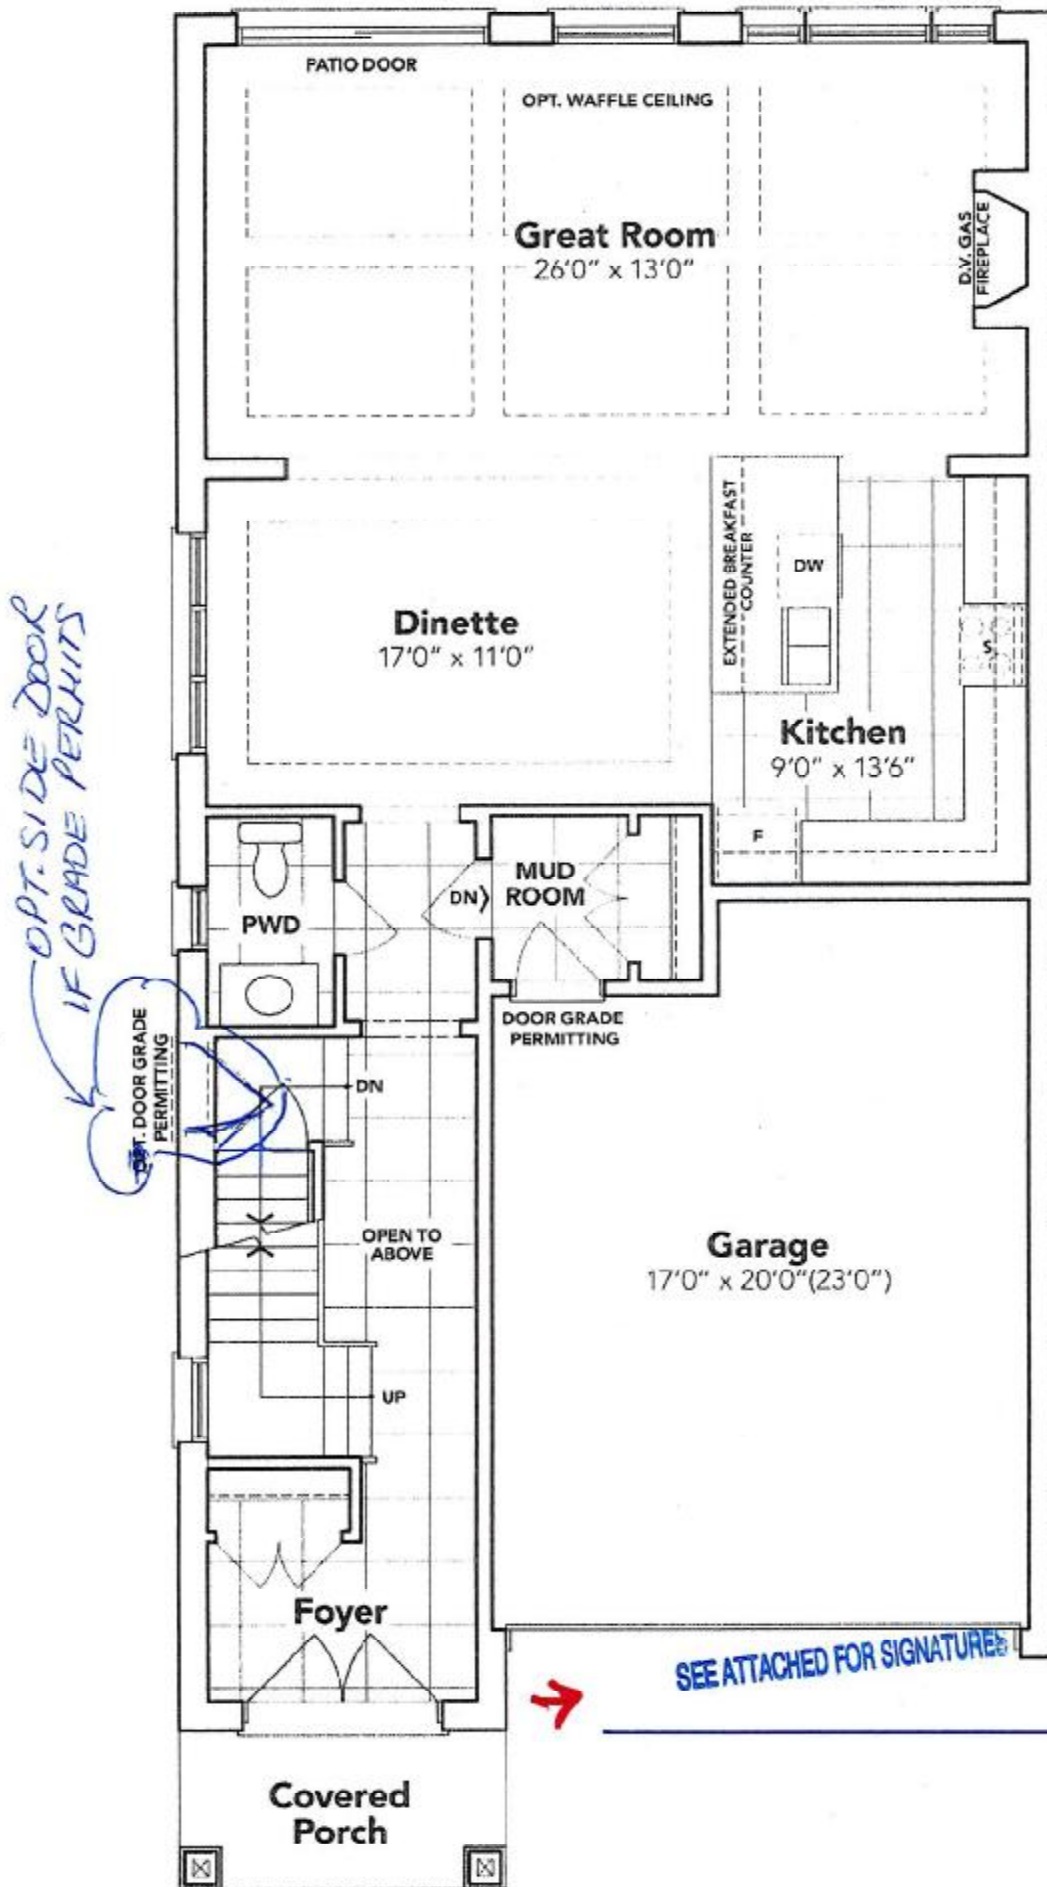 PATIO DOOR
OPT. WAFFLE CEILING
Great Room
26'0" x 13'0"
D.V. GAS
FIREPLACE
EXTENDED BREAKFAST
COUNTER
DW
S
Dinette
17'0" x 11'0"
Kitchen
9'0" x 13'6"
F
OPT. SIDE DOOR
IF GRADE PERMITS
PWD
DN
MUD
ROOM
DOOR GRADE
PERMITTING
OPT. DOOR GRADE
PERMITTING
DN
OPEN TO
ABOVE
Garage
17'0" x 20'0"(23'0")
UP
Foyer
SEE ATTACHED FOR SIGNATURES
Covered
Porch